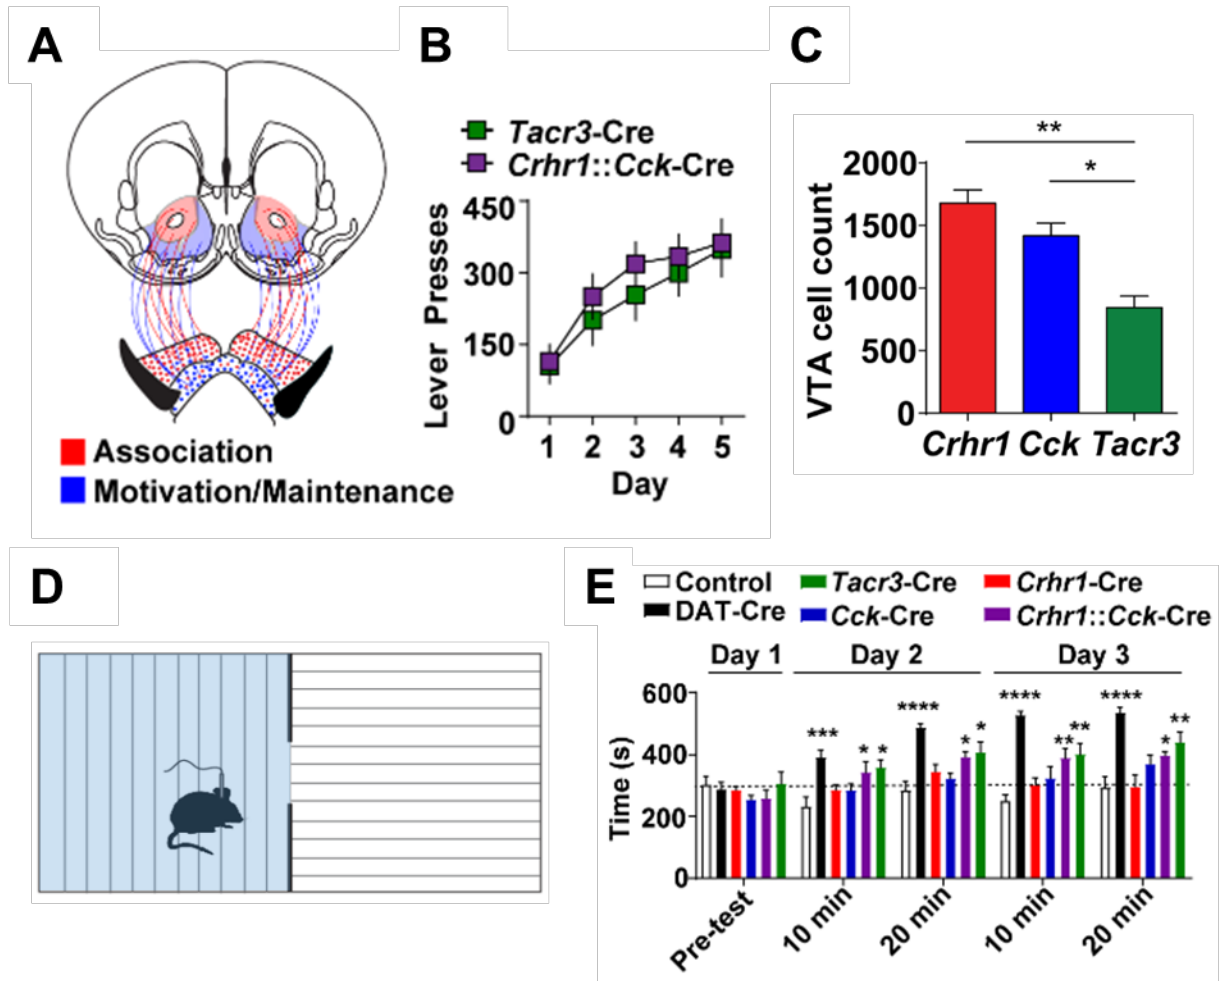 A
Association
Motivation/Maintenance
B
Tacr3-Cre
Crhr1::Cck-Cre
Lever Presses
450
300
150
0
1 2 3 4 5
Day
C
VTA cell count
2000
1500
1000
500
0
**
*
Crhr1 Cck Tacr3
D
E
Control Tacr3-Cre Crhr1-Cre
DAT-Cre Cck-Cre Crhr1::Cck-Cre
Day 1 Day 2 Day 3
Time (s)
600
400
200
0
*** * *
**** * *
**** ** **
**** * **
Pre-test 10 min 20 min 10 min 20 min